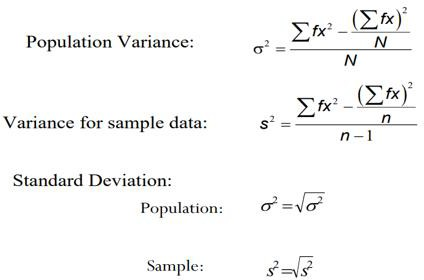 Population Variance: σ² = (∑fx² − (∑fx)²/N)/N
Variance for sample data: s² = (∑fx² − (∑fx)²/n)/(n − 1)
Standard Deviation:
Population: σ² = √σ²
Sample: s² = √s²